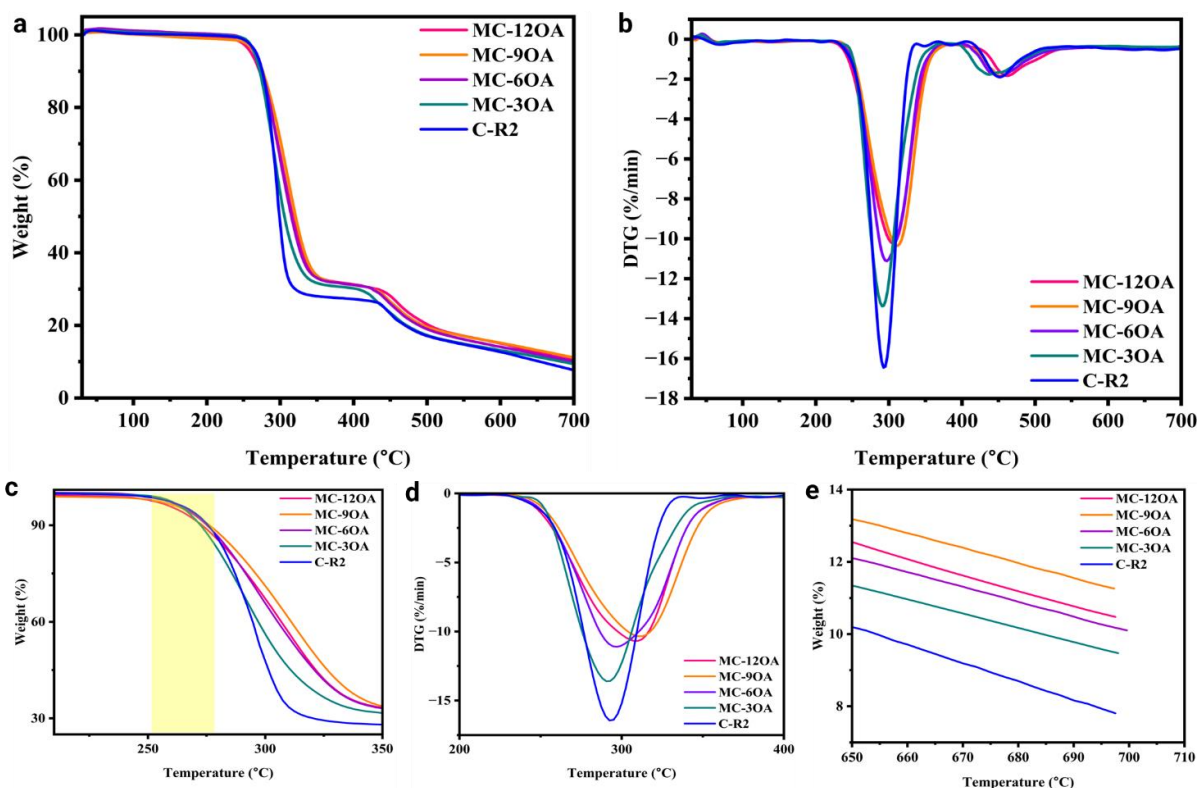 a
100
80
60
40
20
0
Weight (%)
MC-12OA
MC-9OA
MC-6OA
MC-3OA
C-R2
100 200 300 400 500 600 700
Temperature (°C)
b
0
−2
−4
−6
−8
−10
−12
−14
−16
−18
DTG (%/min)
MC-12OA
MC-9OA
MC-6OA
MC-3OA
C-R2
100 200 300 400 500 600 700
Temperature (°C)
c
90
60
30
Weight (%)
MC-12OA
MC-9OA
MC-6OA
MC-3OA
C-R2
250 300 350
Temperature (°C)
d
0
−5
−10
−15
DTG (%/min)
MC-12OA
MC-9OA
MC-6OA
MC-3OA
C-R2
200 300 400
Temperature (°C)
e
14
12
10
8
Weight (%)
MC-12OA
MC-9OA
MC-6OA
MC-3OA
C-R2
650 660 670 680 690 700 710
Temperature (°C)